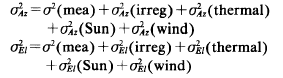 σ²Az=σ²(mea)+σ²Az(irreg)+σ²Az(thermal)
+σ²Az(Sun)+σ²Az(wind)
σ²El=σ²(mea)+σ²El(irreg)+σ²El(thermal)
+σ²El(Sun)+σ²El(wind)